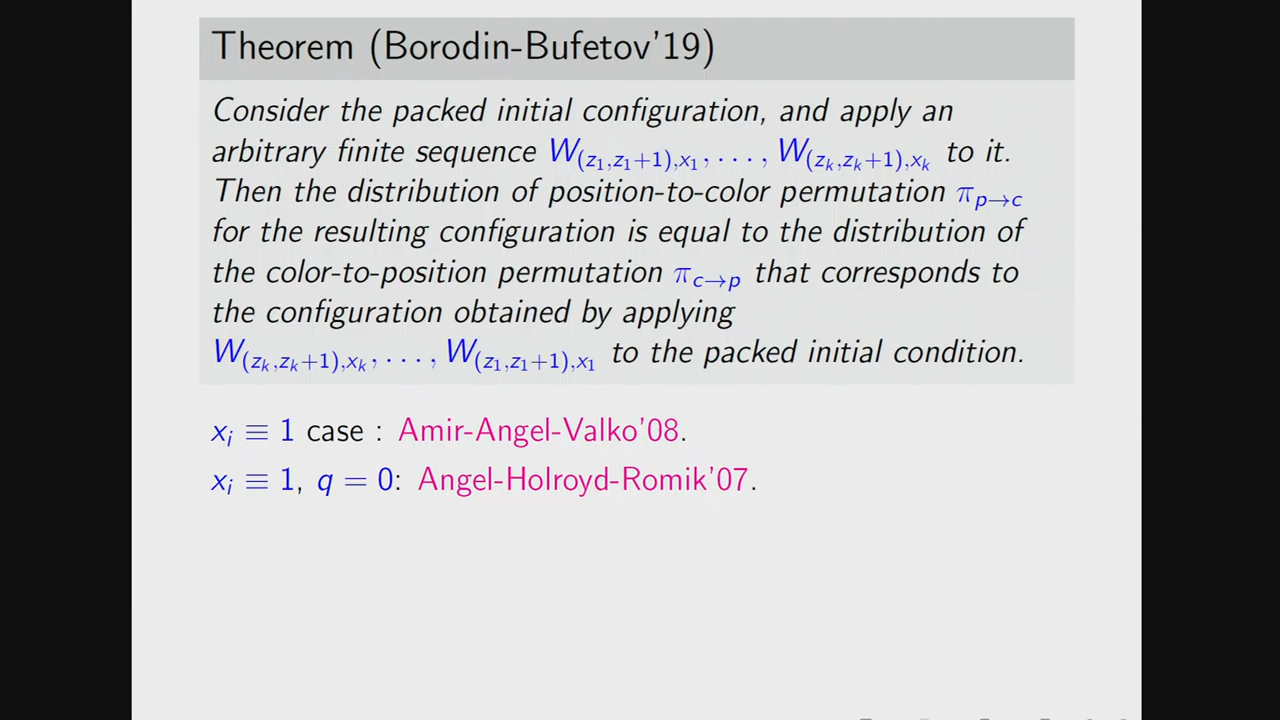 Theorem (Borodin-Bufetov'19)
Consider the packed initial configuration, and apply an
arbitrary finite sequence W_{(z_1,z_1+1),x_1}, . . . , W_{(z_k,z_k+1),x_k} to it.
Then the distribution of position-to-color permutation π_{p→c}
for the resulting configuration is equal to the distribution of
the color-to-position permutation π_{c→p} that corresponds to
the configuration obtained by applying
W_{(z_k,z_k+1),x_k}, . . . , W_{(z_1,z_1+1),x_1} to the packed initial condition.
x_i ≡ 1 case : Amir-Angel-Valko'08.
x_i ≡ 1, q = 0: Angel-Holroyd-Romik'07.